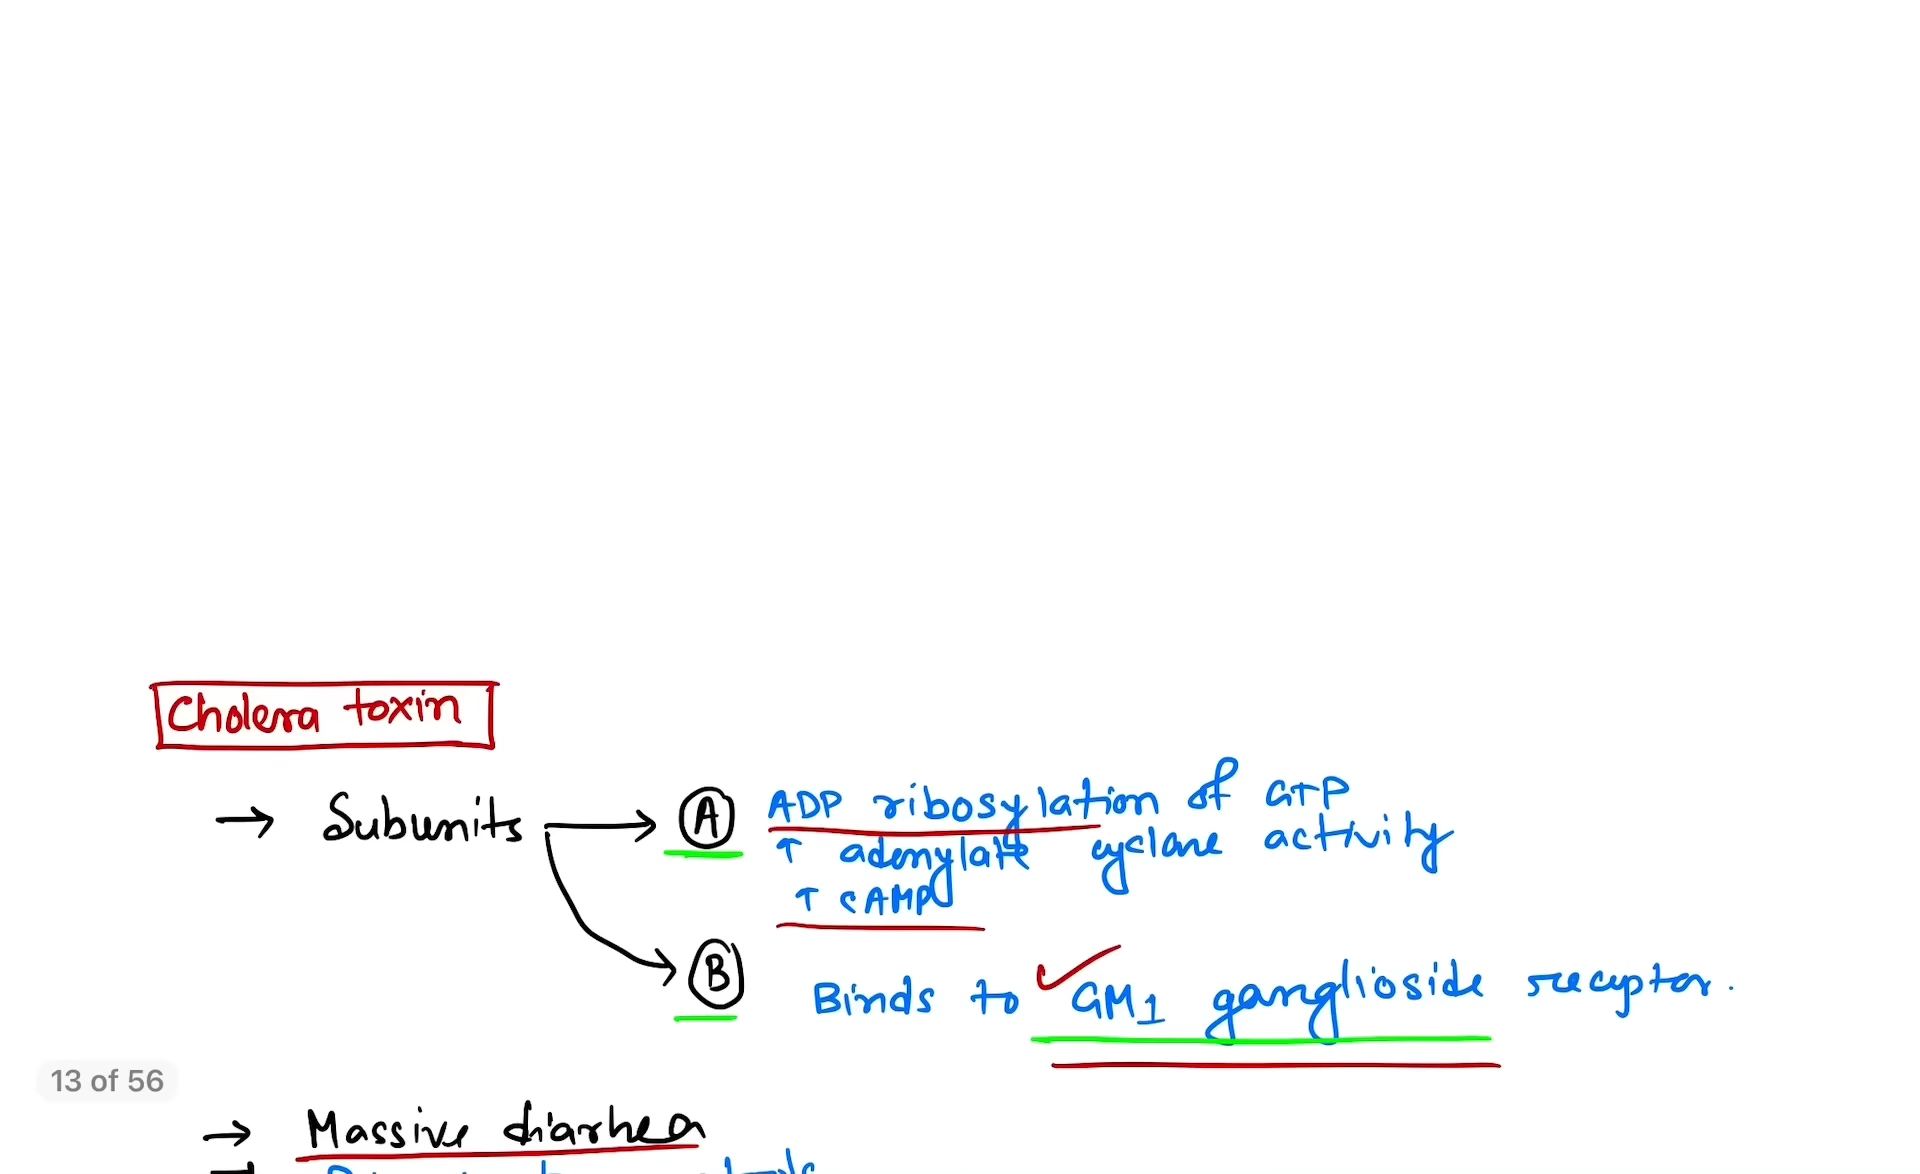 Cholera toxin
→ Subunits → A ADP ribosylation of GTP
↑ adenylate cyclase activity
↑ cAMP
B Binds to ✓ GM1 ganglioside receptor.
13 of 56
→ Massive diarrhea